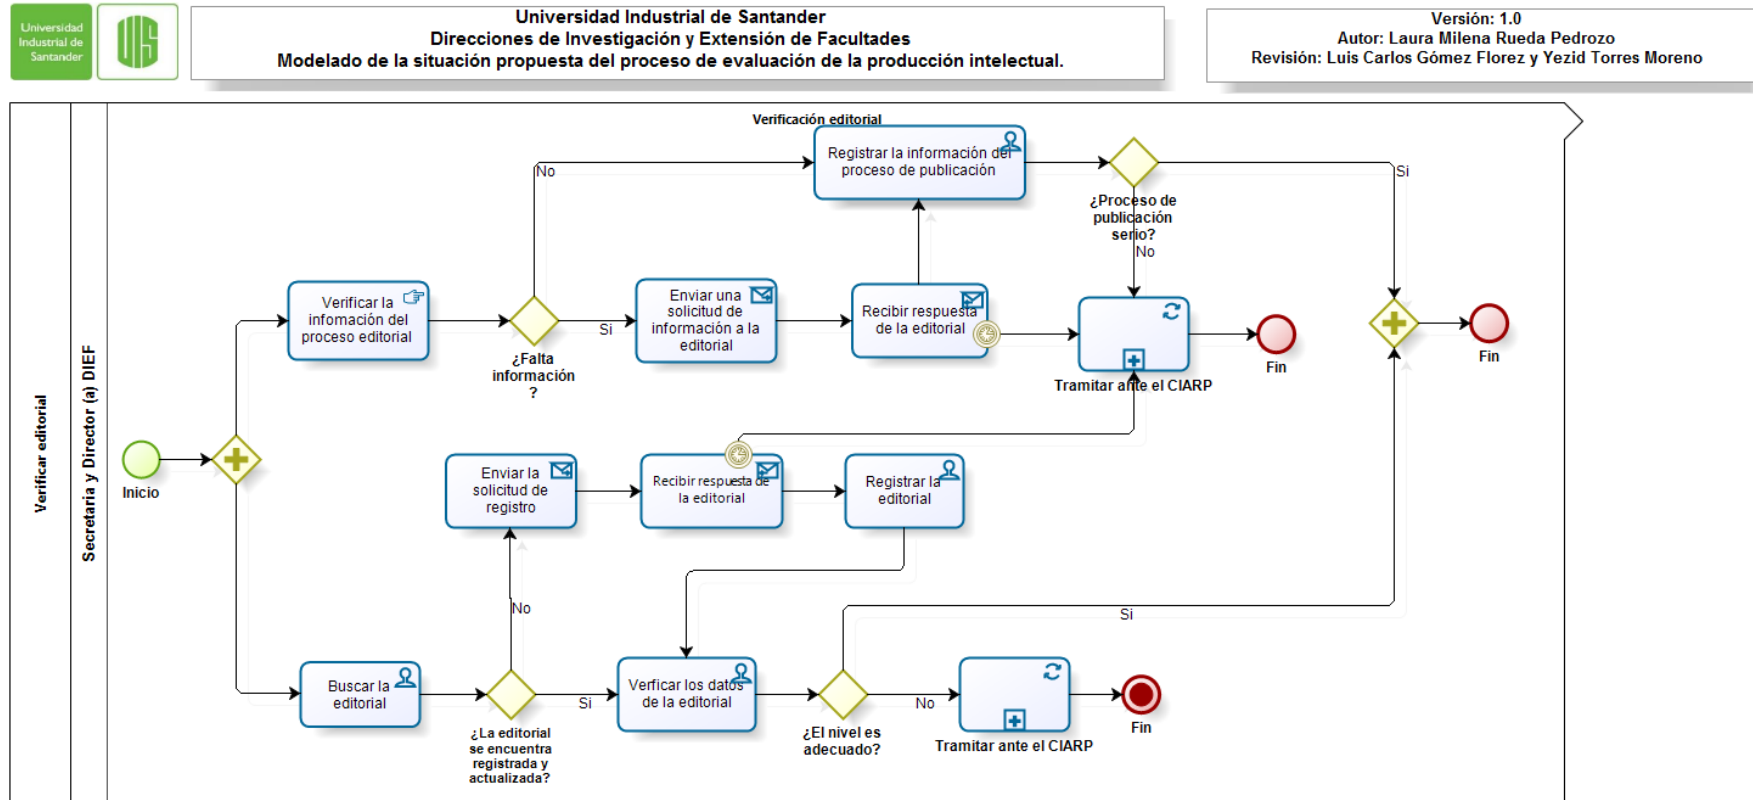 Universidad
Industrial de
Santander
Universidad Industrial de Santander
Direcciones de Investigación y Extensión de Facultades
Modelado de la situación propuesta del proceso de evaluación de la producción intelectual.
Versión: 1.0
Autor: Laura Milena Rueda Pedrozo
Revisión: Luis Carlos Gómez Florez y Yezid Torres Moreno
Verificar editorial
Secretaria y Director (a) DIEF
Verificación editorial
Inicio
Verificar la
infomación del
proceso editorial
¿Falta
información
?
No
Si
Enviar una
solicitud de
información a la
editorial
Recibir respuesta
de la editorial
Registrar la información del
proceso de publicación
¿Proceso de
publicación
serio?
No
Si
Tramitar ante el CIARP
Fin
Fin
Enviar la
solicitud de
registro
Recibir respuesta de
la editorial
Registrar la
editorial
No
Buscar la
editorial
¿La editorial
se encuentra
registrada y
actualizada?
Si
Verficar los datos
de la editorial
¿El nivel es
adecuado?
Si
No
Tramitar ante el CIARP
Fin